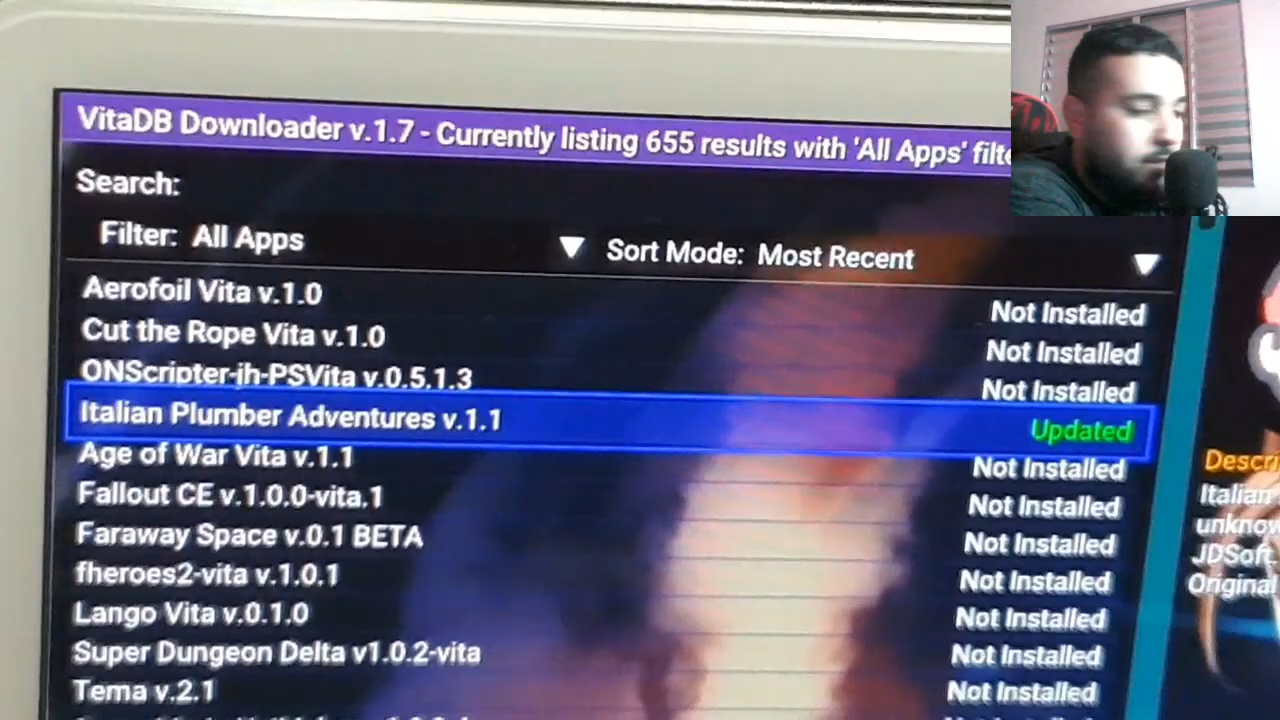 VitaDB Downloader v.1.7 - Currently listing 655 results with 'All Apps' filte
Search:
Filter: All Apps Sort Mode: Most Recent
Aerofoil Vita v.1.0 Not Installed
Cut the Rope Vita v.1.0 Not Installed
ONScripter-jh-PSVita v.0.5.1.3 Not Installed
Italian Plumber Adventures v.1.1 Updated
Age of War Vita v.1.1 Not Installed
Fallout CE v.1.0.0-vita.1 Not Installed
Faraway Space v.0.1 BETA Not Installed
fheroes2-vita v.1.0.1 Not Installed
Lango Vita v.0.1.0 Not Installed
Super Dungeon Delta v1.0.2-vita Not Installed
Tema v.2.1 Not Installed
Descri
Italian
unknow
JDSoft
Original